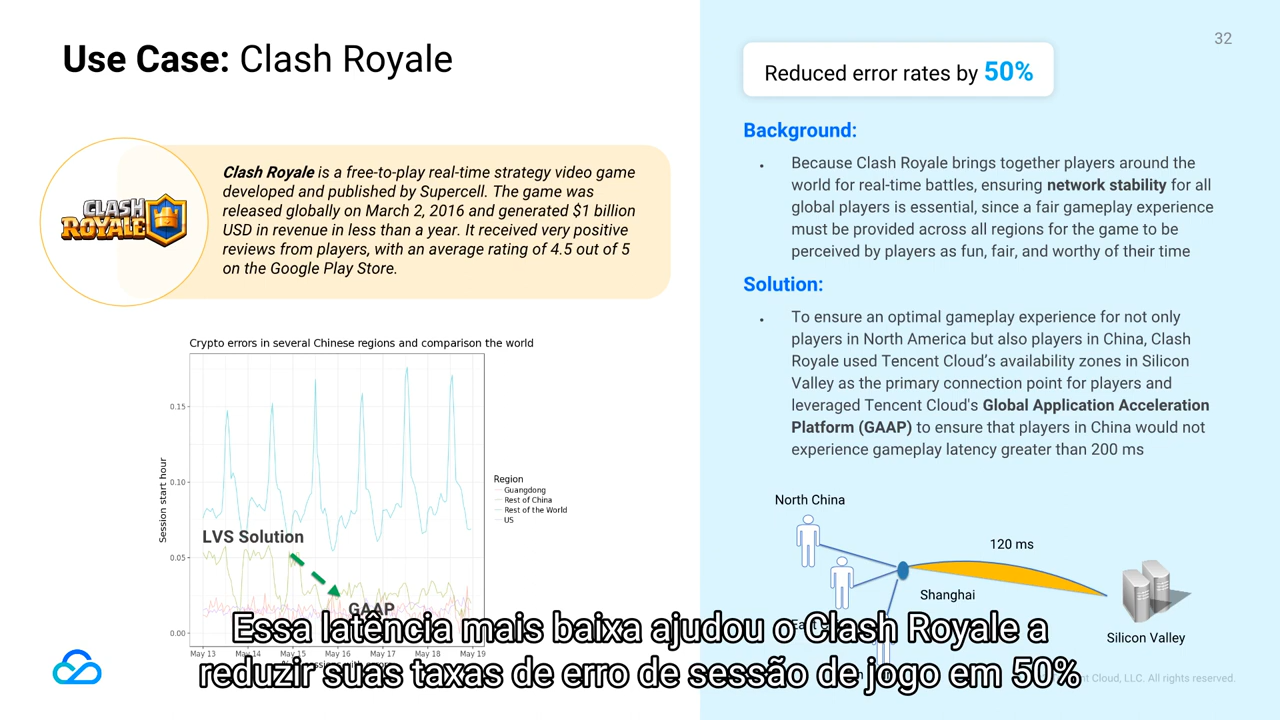 Use Case: Clash Royale
32
Reduced error rates by 50%
CLASH
ROYALE
Clash Royale is a free-to-play real-time strategy video game
developed and published by Supercell. The game was
released globally on March 2, 2016 and generated $1 billion
USD in revenue in less than a year. It received very positive
reviews from players, with an average rating of 4.5 out of 5
on the Google Play Store.
Background:
Because Clash Royale brings together players around the
world for real-time battles, ensuring network stability for all
global players is essential, since a fair gameplay experience
must be provided across all regions for the game to be
perceived by players as fun, fair, and worthy of their time
Solution:
To ensure an optimal gameplay experience for not only
players in North America but also players in China, Clash
Royale used Tencent Cloud’s availability zones in Silicon
Valley as the primary connection point for players and
leveraged Tencent Cloud's Global Application Acceleration
Platform (GAAP) to ensure that players in China would not
experience gameplay latency greater than 200 ms
Crypto errors in several Chinese regions and comparison the world
Session start hour
0.15
0.10
0.05
0.00
LVS Solution
GAAP
May 13 May 14 May 15 May 16 May 17 May 18 May 19
Region
Guangdong
Rest of China
Rest of the World
US
North China
120 ms
Shanghai
East
Silicon Valley
Cloud, LLC. All rights reserved.
Essa latência mais baixa ajudou o Clash Royale a
reduzir suas taxas de erro de sessão de jogo em 50%